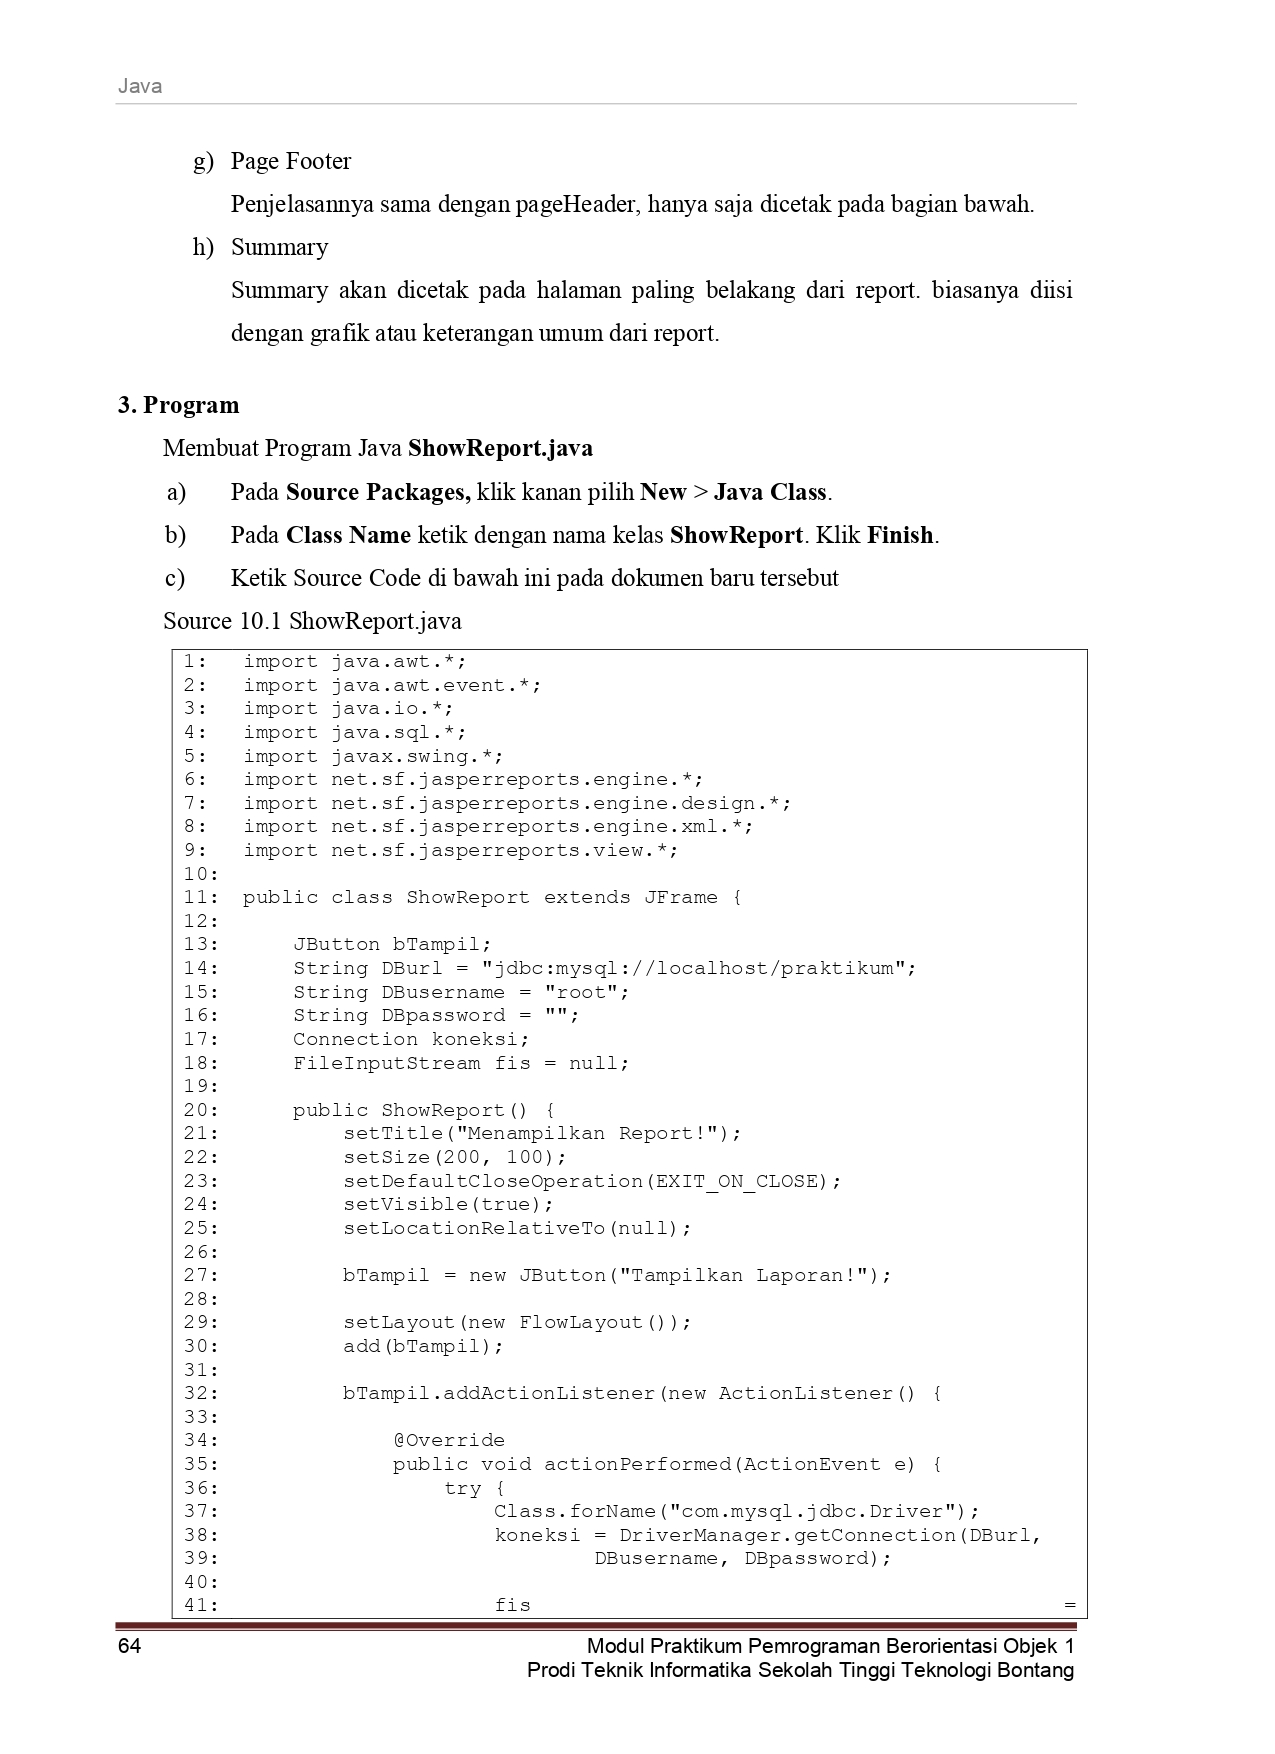 Java
g) Page Footer
Penjelasannya sama dengan pageHeader, hanya saja dicetak pada bagian bawah.
h) Summary
Summary akan dicetak pada halaman paling belakang dari report. biasanya diisi
dengan grafik atau keterangan umum dari report.
3. Program
Membuat Program Java ShowReport.java
a) Pada Source Packages, klik kanan pilih New > Java Class.
b) Pada Class Name ketik dengan nama kelas ShowReport. Klik Finish.
c) Ketik Source Code di bawah ini pada dokumen baru tersebut
Source 10.1 ShowReport.java
1: import java.awt.*;
2: import java.awt.event.*;
3: import java.io.*;
4: import java.sql.*;
5: import javax.swing.*;
6: import net.sf.jasperreports.engine.*;
7: import net.sf.jasperreports.engine.design.*;
8: import net.sf.jasperreports.engine.xml.*;
9: import net.sf.jasperreports.view.*;
10:
11: public class ShowReport extends JFrame {
12:
13: JButton bTampil;
14: String DBurl = "jdbc:mysql://localhost/praktikum";
15: String DBusername = "root";
16: String DBpassword = "";
17: Connection koneksi;
18: FileInputStream fis = null;
19:
20: public ShowReport() {
21: setTitle("Menampilkan Report!");
22: setSize(200, 100);
23: setDefaultCloseOperation(EXIT_ON_CLOSE);
24: setVisible(true);
25: setLocationRelativeTo(null);
26:
27: bTampil = new JButton("Tampilkan Laporan!");
28:
29: setLayout(new FlowLayout());
30: add(bTampil);
31:
32: bTampil.addActionListener(new ActionListener() {
33:
34: @Override
35: public void actionPerformed(ActionEvent e) {
36: try {
37: Class.forName("com.mysql.jdbc.Driver");
38: koneksi = DriverManager.getConnection(DBurl,
39: DBusername, DBpassword);
40:
41: fis =
64 Modul Praktikum Pemrograman Berorientasi Objek 1
Prodi Teknik Informatika Sekolah Tinggi Teknologi Bontang